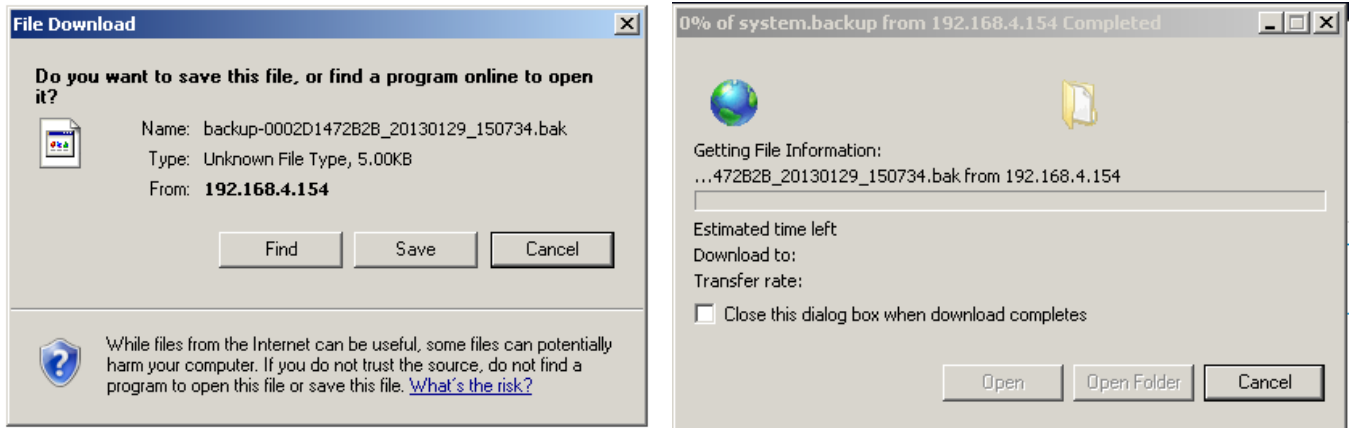 File Download
Do you want to save this file, or find a program online to open
it?
Name: backup-0002D1472B2B_20130129_150734.bak
Type: Unknown File Type, 5.00KB
From: 192.168.4.154
Find Save Cancel
While files from the Internet can be useful, some files can potentially
harm your computer. If you do not trust the source, do not find a
program to open this file or save this file. What's the risk?
0% of system.backup from 192.168.4.154 Completed
Getting File Information:
...472B2B_20130129_150734.bak from 192.168.4.154
Estimated time left
Download to:
Transfer rate:
Close this dialog box when download completes
Open Open Folder Cancel